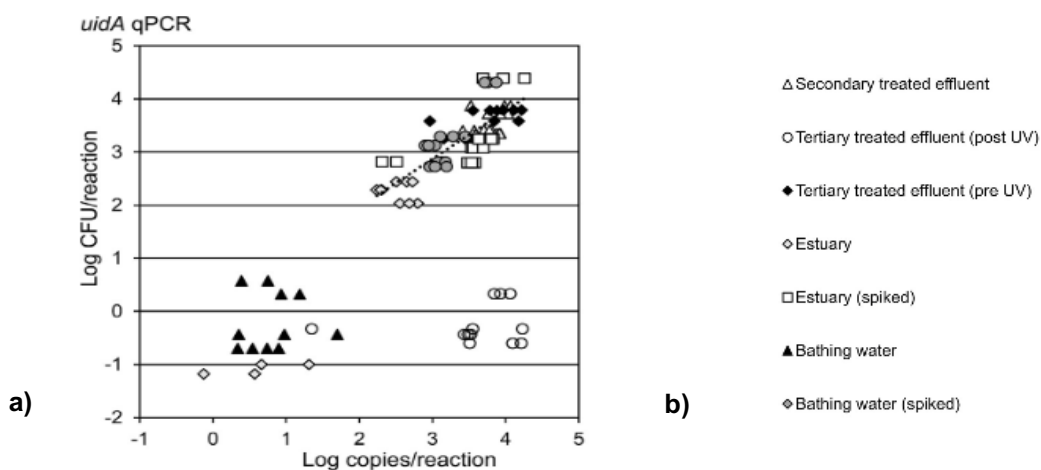 uidA qPCR
Log CFU/reaction
5
4
3
2
1
0
-1
-2
-1 0 1 2 3 4 5
Log copies/reaction
a)
b)
Secondary treated effluent
Tertiary treated effluent (post UV)
Tertiary treated effluent (pre UV)
Estuary
Estuary (spiked)
Bathing water
Bathing water (spiked)